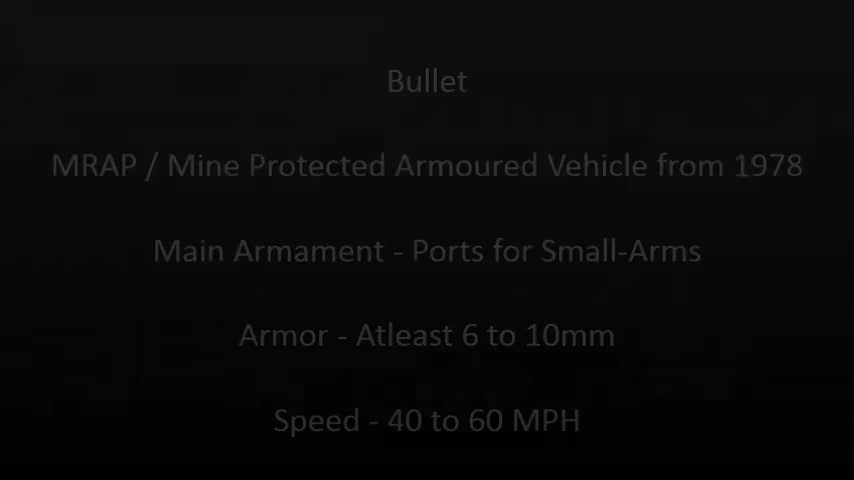 Bullet
MRAP / Mine Protected Armoured Vehicle from 1978
Main Armament - Ports for Small-Arms
Armor - Atleast 6 to 10mm
Speed - 40 to 60 MPH